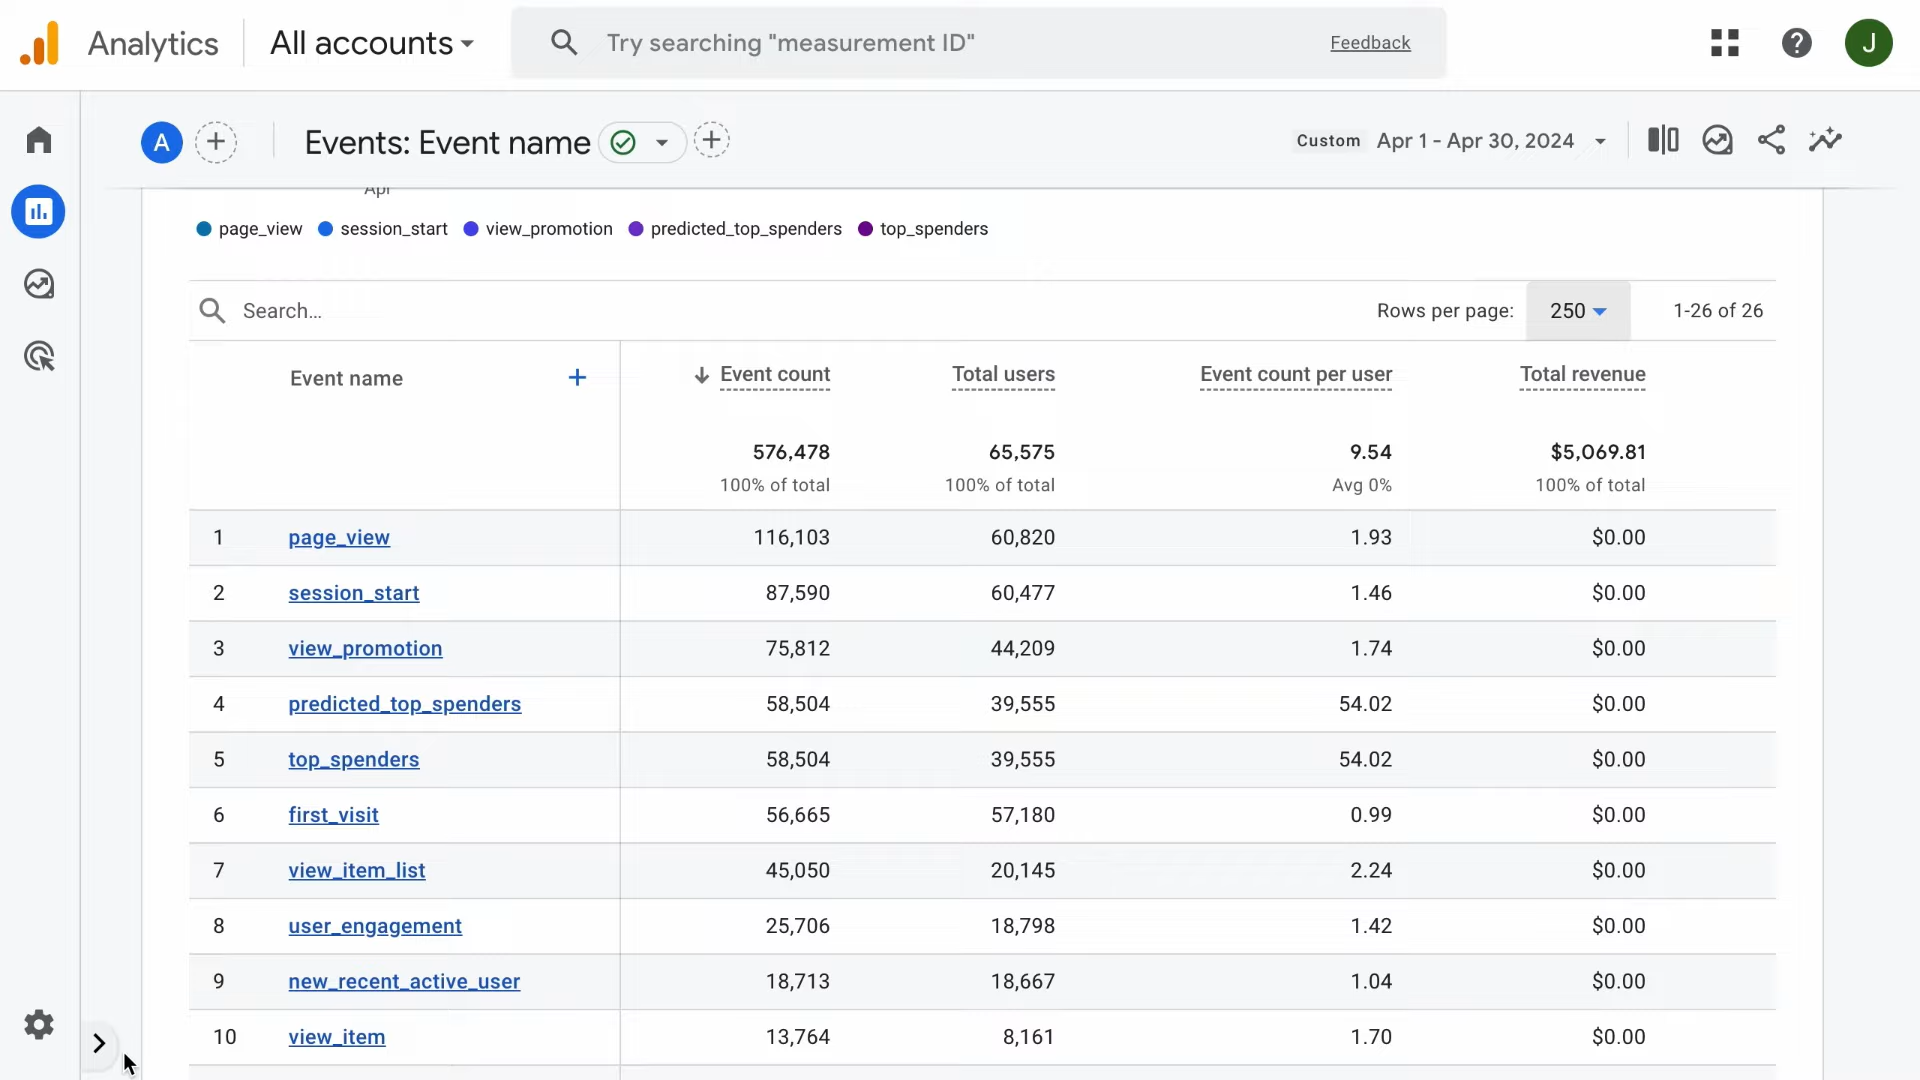 Analytics
All accounts
Try searching "measurement ID"
Feedback
J
A
Events: Event name
Custom Apr 1 - Apr 30, 2024
Apr
page_view session_start view_promotion predicted_top_spenders top_spenders
Search...
Rows per page: 250 1-26 of 26
Event name + Event count Total users Event count per user Total revenue
576,478 65,575 9.54 $5,069.81
100% of total 100% of total Avg 0% 100% of total
1 page_view 116,103 60,820 1.93 $0.00
2 session_start 87,590 60,477 1.46 $0.00
3 view_promotion 75,812 44,209 1.74 $0.00
4 predicted_top_spenders 58,504 39,555 54.02 $0.00
5 top_spenders 58,504 39,555 54.02 $0.00
6 first_visit 56,665 57,180 0.99 $0.00
7 view_item_list 45,050 20,145 2.24 $0.00
8 user_engagement 25,706 18,798 1.42 $0.00
9 new_recent_active_user 18,713 18,667 1.04 $0.00
10 view_item 13,764 8,161 1.70 $0.00